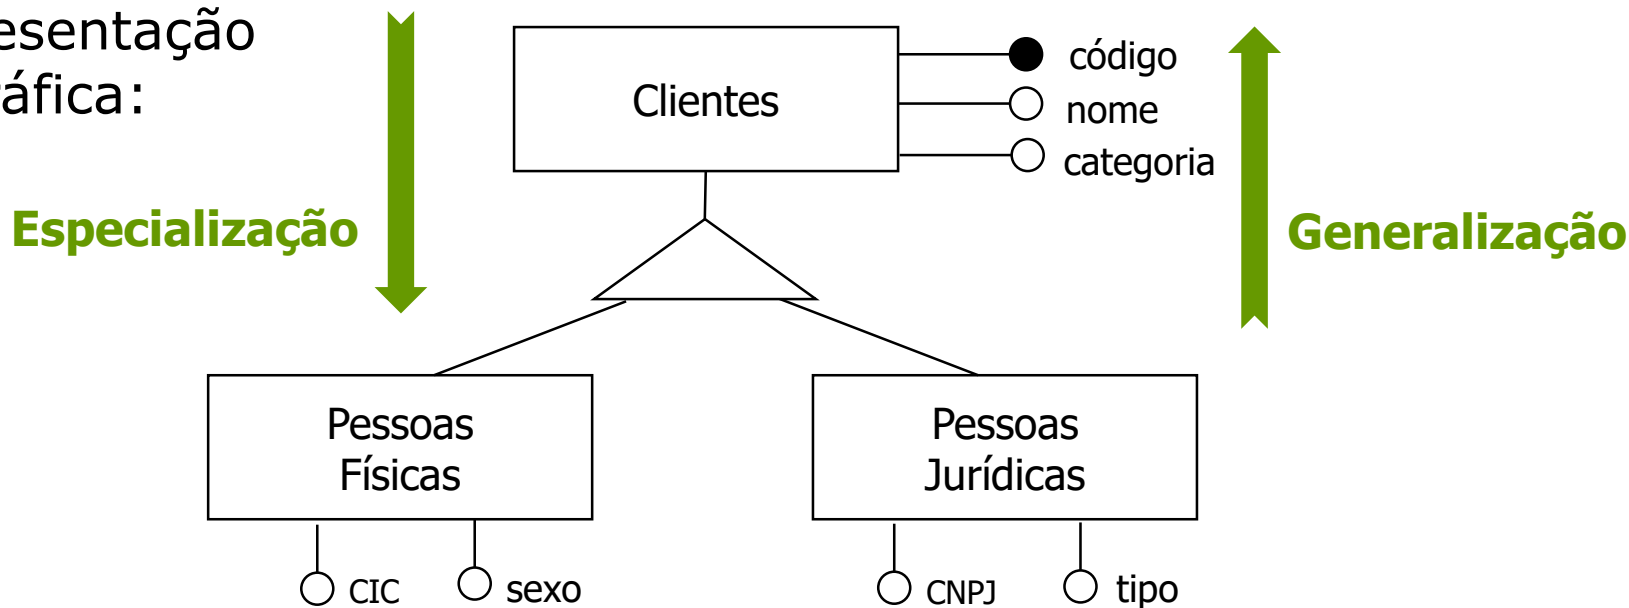 esentação
áfica:
Clientes
código
nome
categoria
Especialização
Generalização
Pessoas
Físicas
Pessoas
Jurídicas
CIC
sexo
CNPJ
tipo